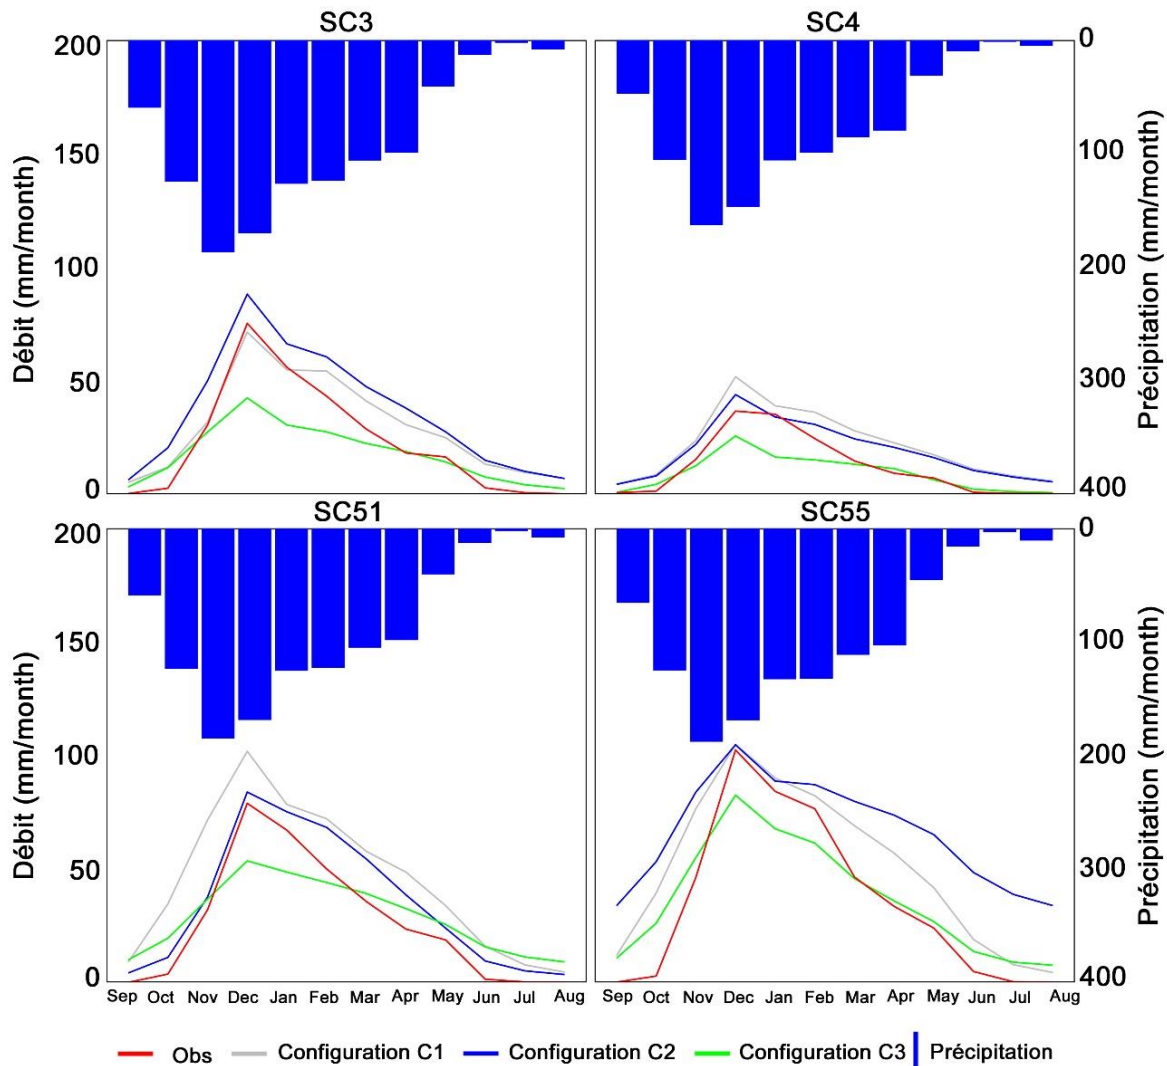 SC3
SC4
200
150
100
50
0
Débit (mm/month)
0
100
200
300
400
Précipitation (mm/month)
SC51
SC55
200
150
100
50
0
Débit (mm/month)
0
100
200
300
400
Précipitation (mm/month)
Sep Oct Nov Dec Jan Feb Mar Apr May Jun Jul Aug
Sep Oct Nov Dec Jan Feb Mar Apr May Jun Jul Aug
Obs Configuration C1 Configuration C2 Configuration C3 Précipitation